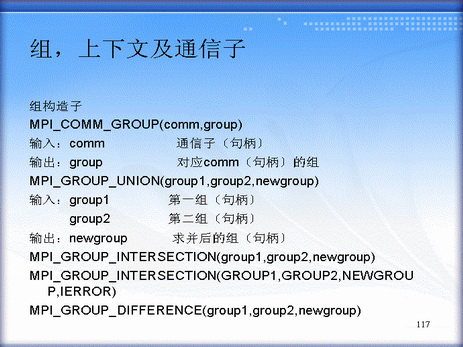 组，上下文及通信子
组构造子
MPI_COMM_GROUP(comm,group)
输入：comm 通信子（句柄）
输出：group 对应comm（句柄）的组
MPI_GROUP_UNION(group1,group2,newgroup)
输入：group1 第一组（句柄）
group2 第二组（句柄）
输出：newgroup 求并后的组（句柄）
MPI_GROUP_INTERSECTION(group1,group2,newgroup)
MPI_GROUP_INTERSECTION(GROUP1,GROUP2,NEWGROU
P,IERROR)
MPI_GROUP_DIFFERENCE(group1,group2,newgroup)
117